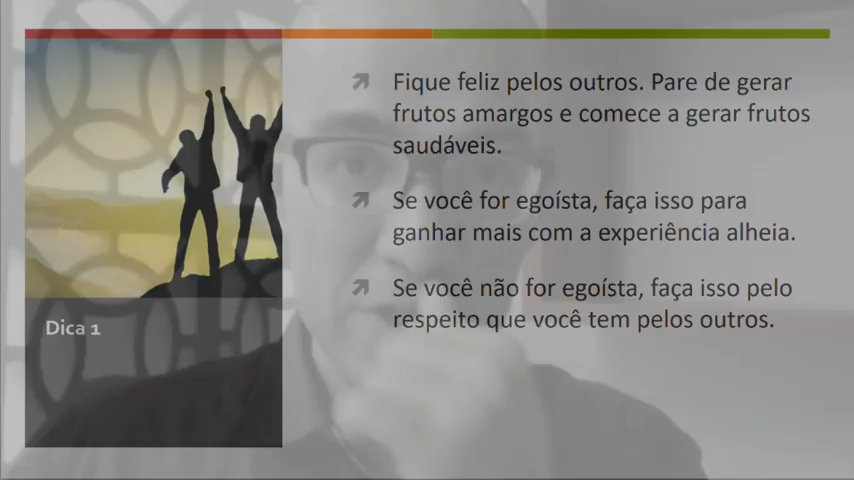 Fique feliz pelos outros. Pare de gerar
frutos amargos e comece a gerar frutos
saudáveis.
Se você for egoísta, faça isso para
ganhar mais com a experiência alheia.
Se você não for egoísta, faça isso pelo
respeito que você tem pelos outros.
Dica 1